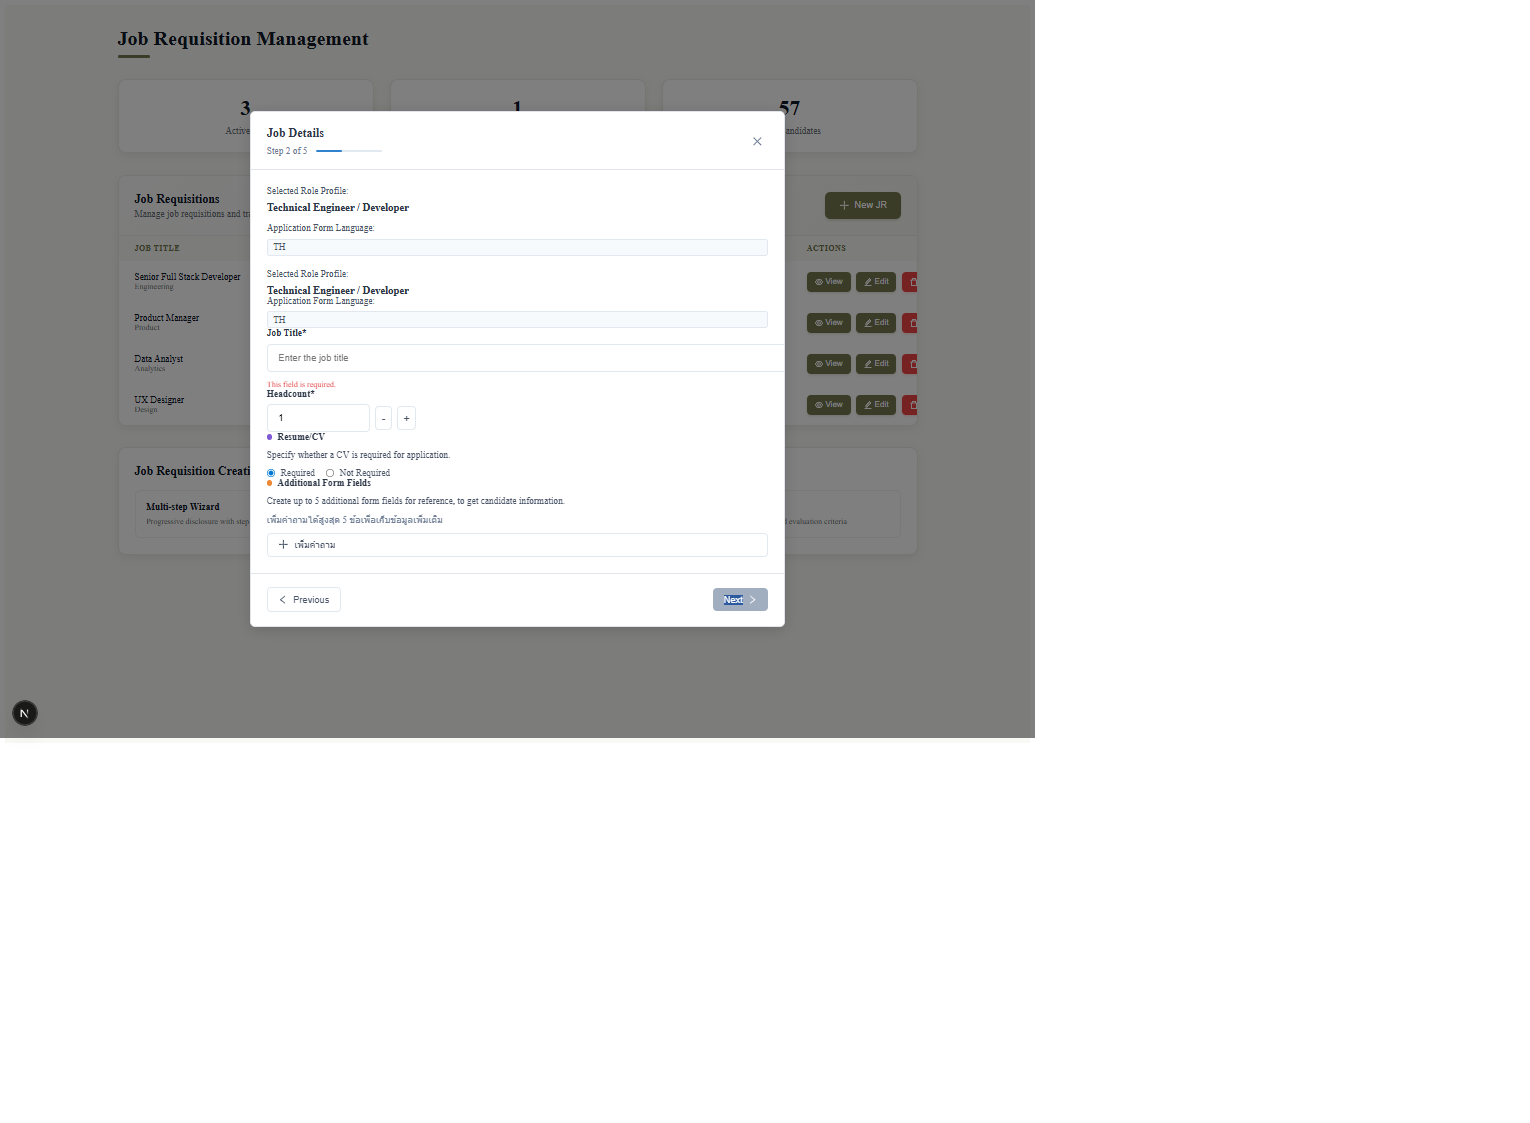 Job Requisition Management
3
1
57
Active
andidates
Job Details
Step 2 of 5
Job Requisitions
Manage job requisitions and tr
New JR
JOB TITLE
ACTIONS
Senior Full Stack Developer
Engineering
View
Edit
Product Manager
Product
View
Edit
Data Analyst
Analytics
View
Edit
UX Designer
Design
View
Edit
Selected Role Profile:
Technical Engineer / Developer
Application Form Language:
TH
Selected Role Profile:
Technical Engineer / Developer
Application Form Language:
TH
Job Title*
Enter the job title
This field is required.
Headcount*
1
-
+
Resume/CV
Specify whether a CV is required for application.
Required
Not Required
Additional Form Fields
Create up to 5 additional form fields for reference, to get candidate information.
เพิ่มคำถามได้สูงสุด 5 ข้อเพื่อเก็บข้อมูลเพิ่มเติม
เพิ่มคำถาม
Previous
Next
Job Requisition Creati
Multi-step Wizard
Progressive disclosure with step
evaluation criteria
N